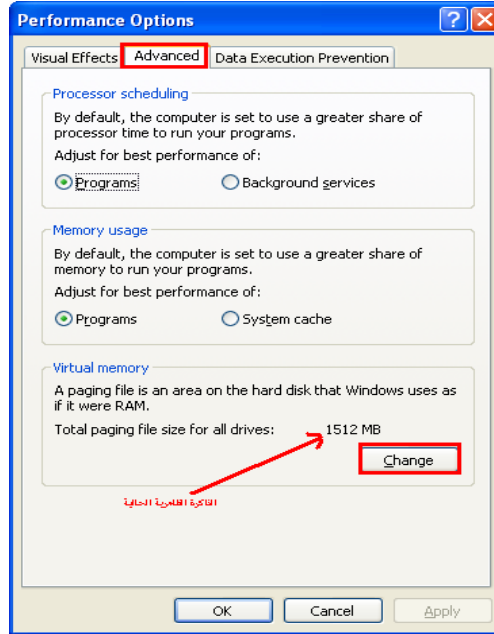 Performance Options
Visual Effects Advanced Data Execution Prevention
Processor scheduling
By default, the computer is set to use a greater share of
processor time to run your programs.
Adjust for best performance of:
Programs Background services
Memory usage
By default, the computer is set to use a greater share of
memory to run your programs.
Adjust for best performance of:
Programs System cache
Virtual memory
A paging file is an area on the hard disk that Windows uses as
if it were RAM.
Total paging file size for all drives: 1512 MB
Change
الحالية
OK Cancel Apply